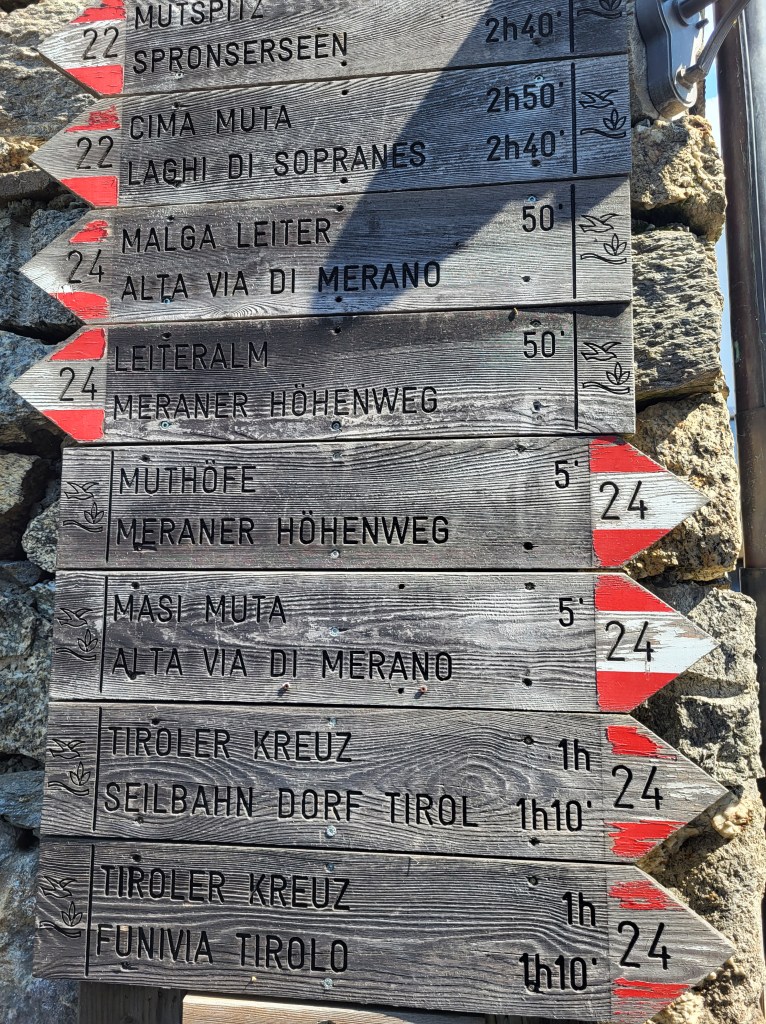 MUTSPITZ
22 SPRONSERSEEN 2h40'
CIMA MUTA 2h50'
22 LAGHI DI SOPRANES 2h40'
MALGA LEITER 50'
24 ALTA VIA DI MERANO
LEITERALM 50'
24 MERANER HÖHENWEG
MUTHÖFE 5' 24
MERANER HÖHENWEG
MASI MUTA 5' 24
ALTA VIA DI MERANO
TIROLER KREUZ 1h 24
SEILBAHN DORF TIROL 1h10'
TIROLER KREUZ 1h 24
FUNIVIA TIROLO 1h10'